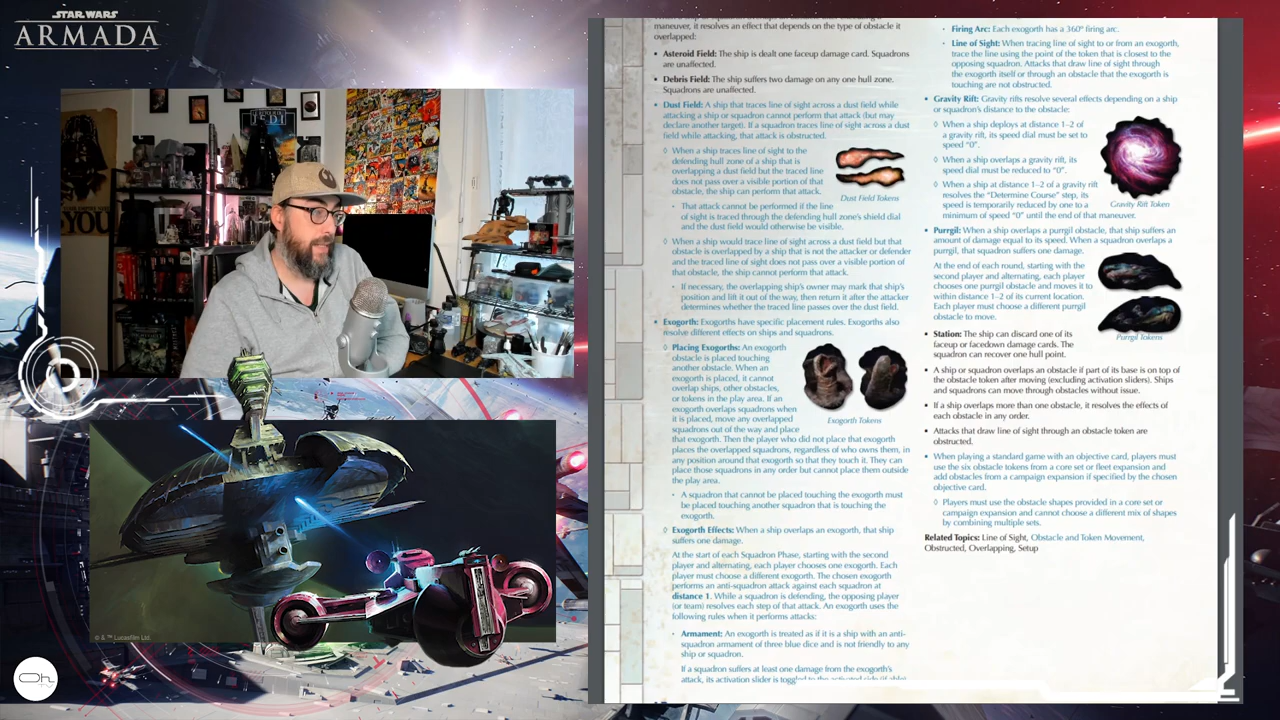 STAR WARS
ARMADA
YOU
© & ™ Lucasfilm Ltd.
maneuver, it resolves an effect that depends on the type of obstacle it
overlapped:
• Asteroid Field: The ship is dealt one faceup damage card. Squadrons
are unaffected.
• Debris Field: The ship suffers two damage on any one hull zone.
Squadrons are unaffected.
• Dust Field: A ship that traces line of sight across a dust field while
attacking a ship or squadron cannot perform that attack (but may
declare another target). If a squadron traces line of sight across a dust
field while attacking, that attack is obstructed.
◊ When a ship traces line of sight to the
defending hull zone of a ship that is
overlapping a dust field but the traced line
does not pass over a visible portion of that
obstacle, the ship can perform that attack.
Dust Field Tokens
• That attack cannot be performed if the line
of sight is traced through the defending hull zone's shield dial
and the dust field would otherwise be visible.
◊ When a ship would trace line of sight across a dust field but that
obstacle is overlapped by a ship that is not the attacker or defender
and the traced line of sight does not pass over a visible portion of
that obstacle, the ship cannot perform that attack.
• If necessary, the overlapping ship's owner may mark that ship's
position and lift it out of the way, then return it after the attacker
determines whether the traced line passes over the dust field.
• Exogorth: Exogorths have specific placement rules. Exogorths also
resolve different effects on ships and squadrons.
◊ Placing Exogorths: An exogorth
obstacle is placed touching
another obstacle. When an
exogorth is placed, it cannot
overlap ships, other obstacles,
or tokens in the play area. If an
exogorth overlaps squadrons when
it is placed, move any overlapped
squadrons out of the way and place
Exogorth Tokens
that exogorth. Then the player who did not place that exogorth
places the overlapped squadrons, regardless of who owns them, in
any position around that exogorth so that they touch it. They can
place those squadrons in any order but cannot place them outside
the play area.
• A squadron that cannot be placed touching the exogorth must
be placed touching another squadron that is touching the
exogorth.
◊ Exogorth Effects: When a ship overlaps an exogorth, that ship
suffers one damage.
At the start of each Squadron Phase, starting with the second
player and alternating, each player chooses one exogorth. Each
player must choose a different exogorth. The chosen exogorth
performs an anti-squadron attack against each squadron at
distance 1. While a squadron is defending, the opposing player
(or team) resolves each step of that attack. An exogorth uses the
following rules when it performs attacks:
• Armament: An exogorth is treated as if it is a ship with an anti-
squadron armament of three blue dice and is not friendly to any
ship or squadron.
If a squadron suffers at least one damage from the exogorth's
attack, its activation slider is toggled to the activated side (if able)
• Firing Arc: Each exogorth has a 360º firing arc.
• Line of Sight: When tracing line of sight to or from an exogorth,
trace the line using the point of the token that is closest to the
opposing squadron. Attacks that draw line of sight through
the exogorth itself or through an obstacle that the exogorth is
touching are not obstructed.
• Gravity Rift: Gravity rifts resolve several effects depending on a ship
or squadron's distance to the obstacle:
◊ When a ship deploys at distance 1–2 of
a gravity rift, its speed dial must be set to
speed "0".
◊ When a ship overlaps a gravity rift, its
speed dial must be reduced to "0".
◊ When a ship at distance 1–2 of a gravity rift
resolves the "Determine Course" step, its
speed is temporarily reduced by one to a
minimum of speed "0" until the end of that maneuver.
Gravity Rift Token
• Purrgil: When a ship overlaps a purrgil obstacle, that ship suffers an
amount of damage equal to its speed. When a squadron overlaps a
purrgil, that squadron suffers one damage.
At the end of each round, starting with the
second player and alternating, each player
chooses one purrgil obstacle and moves it to
within distance 1–2 of its current location.
Each player must choose a different purrgil
obstacle to move.
Purrgil Tokens
• Station: The ship can discard one of its
faceup or facedown damage cards. The
squadron can recover one hull point.
• A ship or squadron overlaps an obstacle if part of its base is on top of
the obstacle token after moving (excluding activation sliders). Ships
and squadrons can move through obstacles without issue.
• If a ship overlaps more than one obstacle, it resolves the effects of
each obstacle in any order.
• Attacks that draw line of sight through an obstacle token are
obstructed.
• When playing a standard game with an objective card, players must
use the six obstacle tokens from a core set or fleet expansion and
add obstacles from a campaign expansion if specified by the chosen
objective card.
◊ Players must use the obstacle shapes provided in a core set or
campaign expansion and cannot choose a different mix of shapes
by combining multiple sets.
Related Topics: Line of Sight, Obstacle and Token Movement,
Obstructed, Overlapping, Setup